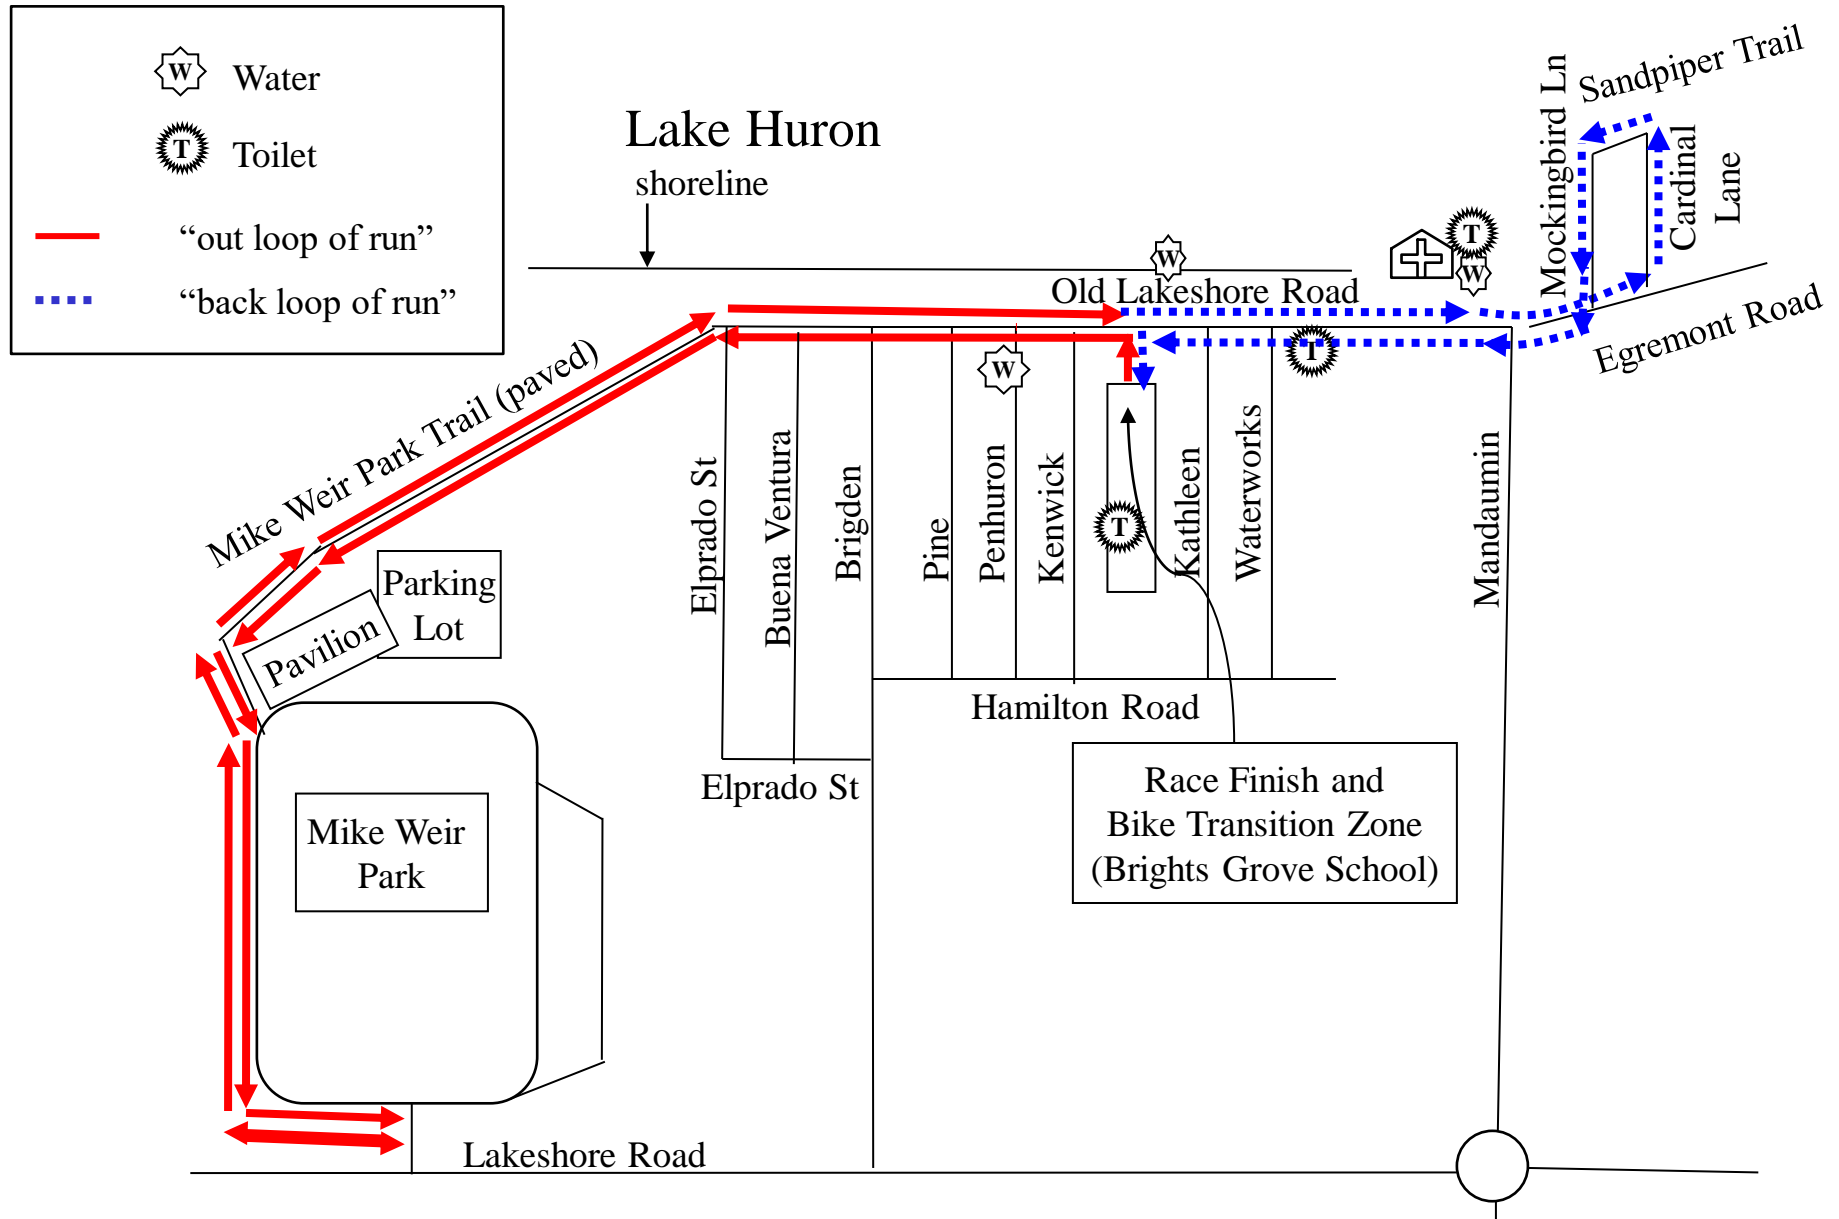 W Water
T Toilet
“out loop of run”
“back loop of run”
Lake Huron
shoreline
Sandpiper Trail
Mockingbird Ln
Cardinal
Lane
T
W
W
Old Lakeshore Road
Egremont Road
Mike Weir Park Trail (paved)
W
T
Elprado St
Buena Ventura
Brigden
Pine
Penhuron
Kenwick
T
Kathleen
Waterworks
Mandaumin
Parking
Lot
Pavilion
Hamilton Road
Elprado St
Race Finish and
Bike Transition Zone
(Brights Grove School)
Mike Weir
Park
Lakeshore Road